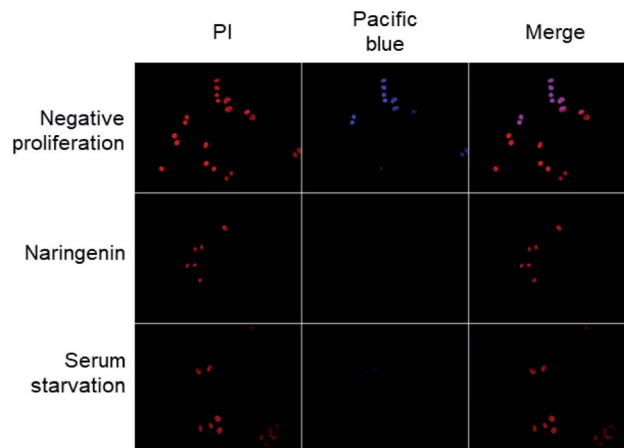 PI
Pacific
blue
Merge
Negative
proliferation
Naringenin
Serum
starvation